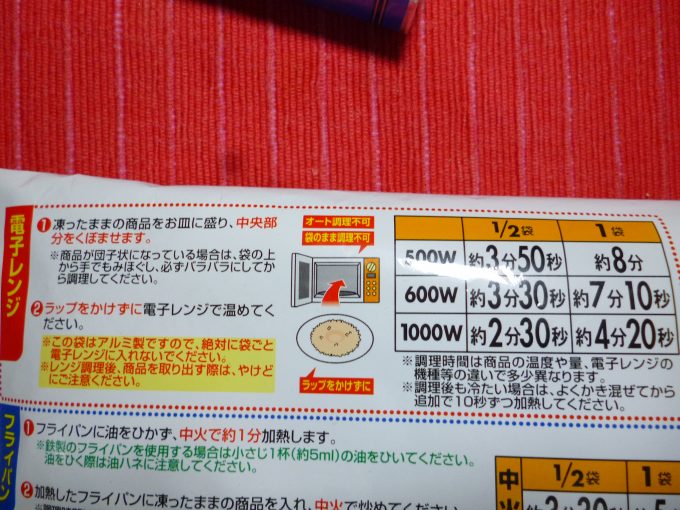 電子レンジ
❶凍ったままの商品をお皿に盛り、中央部
分をくぼませます。
※商品が団子状になっている場合は、袋の上
から手でもみほぐし、必ずバラバラにしてか
ら調理してください。
❷ラップをかけずに電子レンジで温めてく
ださい。
※この袋はアルミ製ですので、絶対に袋ごと
電子レンジに入れないでください。
※レンジ調理後、商品を取り出す際は、やけど
にご注意ください。
オート調理不可
袋のまま調理不可
ラップをかけずに
1/2袋 1袋
500W 約3分50秒 約8分
600W 約3分30秒 約7分10秒
1000W 約2分30秒 約4分20秒
※調理時間は商品の温度や量、電子レンジの
機種等の違いで多少異なります。
※調理後も冷たい場合は、よくかき混ぜてから
追加で10秒ずつ加熱してください。
フライパン
❶フライパンに油をひかず、中火で約1分加熱します。
※鉄製のフライパンを使用する場合は小さじ1杯(約5ml)の油をひいてください。
油をひく際は油ハネに注意してください。
❷加熱したフライパンに凍ったままの商品を入れ、中火で炒めてください。
中火
1/2袋 1袋